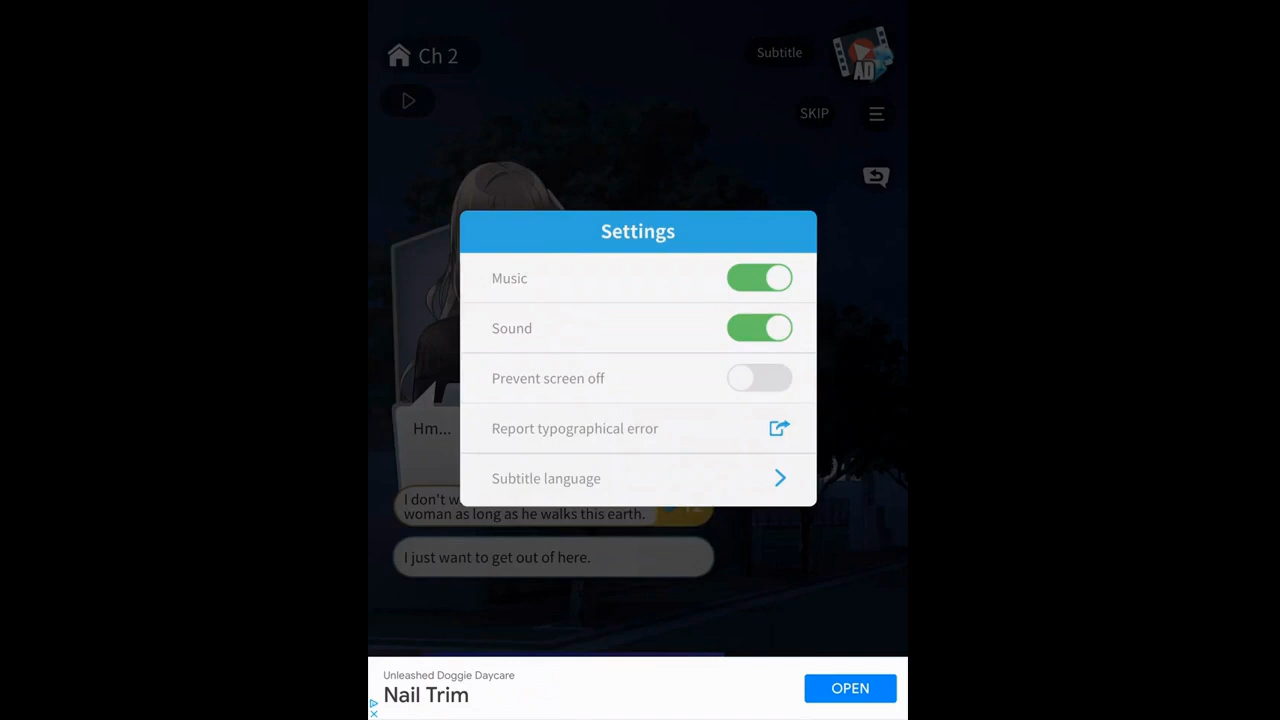 Ch 2
Subtitle
AD
SKIP
Settings
Music
Sound
Prevent screen off
Report typographical error
Subtitle language
Hm...
I don't w
woman as long as he walks this earth.
I just want to get out of here.
Unleashed Doggie Daycare
Nail Trim
OPEN